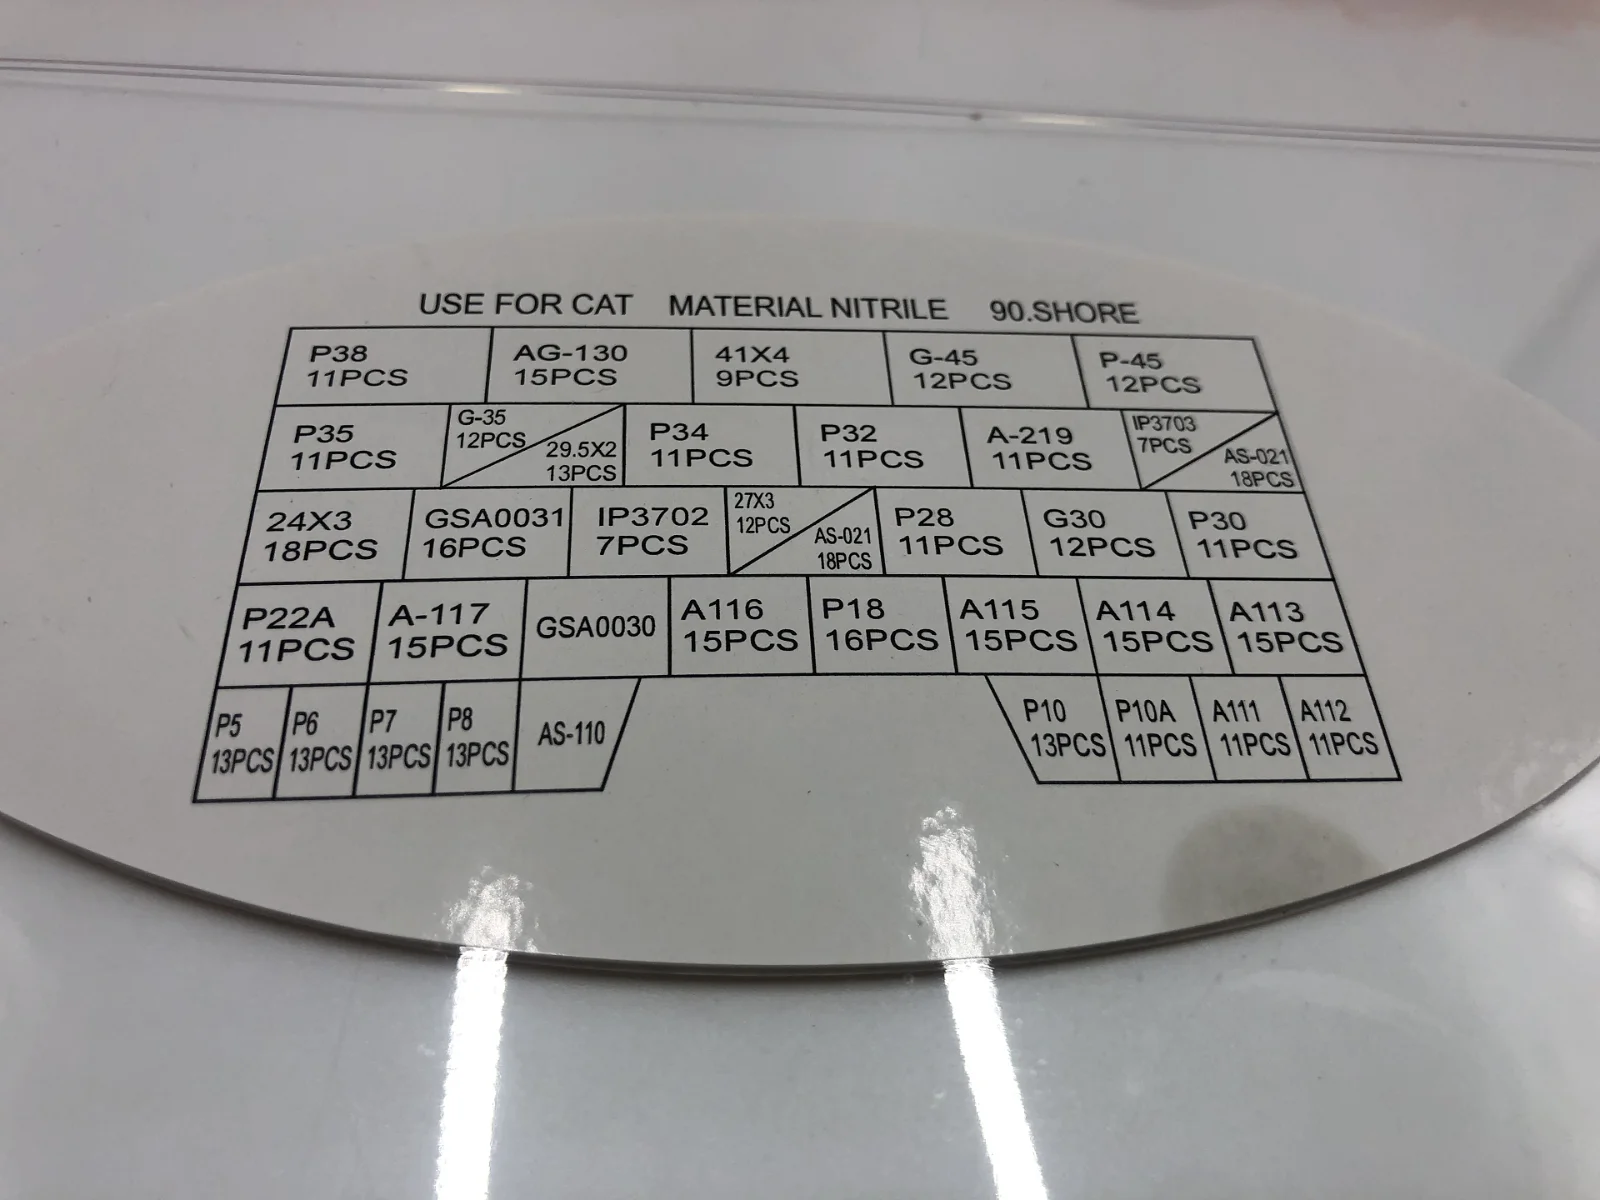 USE FOR CAT MATERIAL NITRILE 90.SHORE
P38
11PCS
AG-130
15PCS
41X4
9PCS
G-45
12PCS
P-45
12PCS
P35
11PCS
G-35
12PCS
29.5X2
13PCS
P34
11PCS
P32
11PCS
A-219
11PCS
IP3703
7PCS
AS-021
18PCS
24X3
18PCS
GSA0031
16PCS
IP3702
7PCS
27X3
12PCS
AS-021
18PCS
P28
11PCS
G30
12PCS
P30
11PCS
P22A
11PCS
A-117
15PCS
GSA0030
A116
15PCS
P18
16PCS
A115
15PCS
A114
15PCS
A113
15PCS
P5
13PCS
P6
13PCS
P7
13PCS
P8
13PCS
AS-110
P10
13PCS
P10A
11PCS
A111
11PCS
A112
11PCS